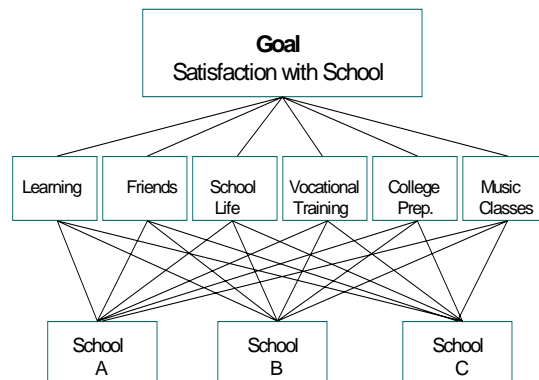 Goal
Satisfaction with School
Learning
Friends
School
Life
Vocational
Training
College
Prep.
Music
Classes
School
A
School
B
School
C